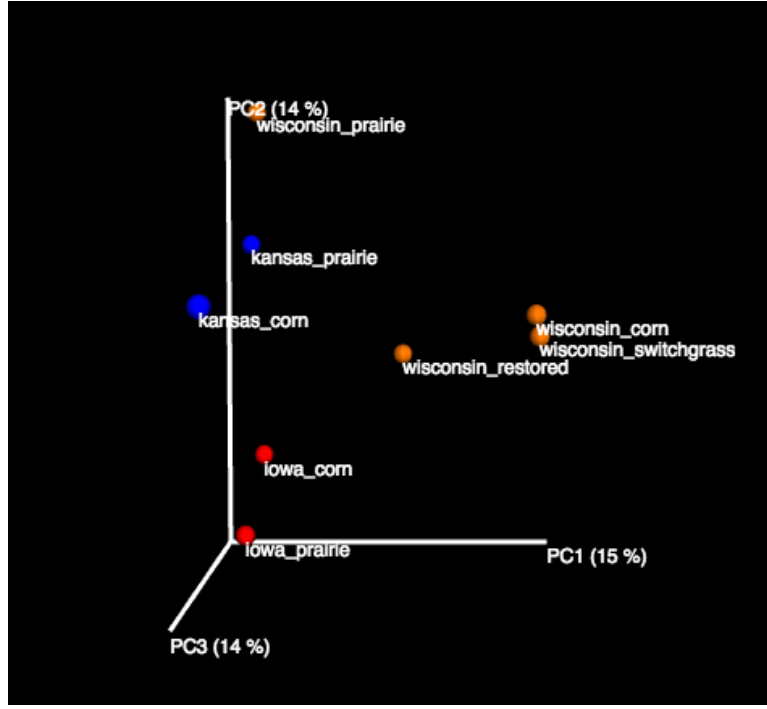 PC2 (14 %)
wisconsin_prairie
kansas_prairie
kansas_corn
wisconsin_corn
wisconsin_switchgrass
wisconsin_restored
iowa_corn
iowa_prairie
PC1 (15 %)
PC3 (14 %)